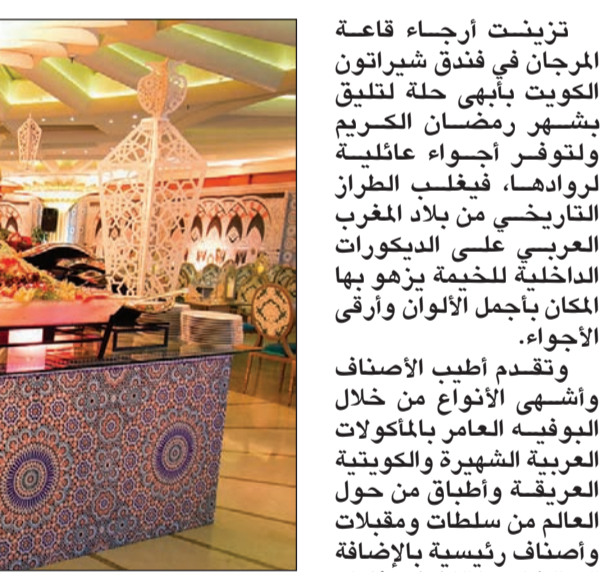 تزينت أرجاء قاعة
المرجان في فندق شيراتون
الكويت بأبهى حلة لتليق
بشهر رمضان الكريم
ولتوفر أجواء عائلية
لروادها، فيغلب الطراز
التاريخي من بلاد المغرب
العربي على الديكورات
الداخلية للخيمة يزهو بها
المكان بأجمل الألوان وأرقى
الأجواء.
وتقدم أطيب الأصناف
وأشهى الأنواع من خلال
البوفيه العامر بالمأكولات
العربية الشهيرة والكويتية
العريقة وأطباق من حول
العالم من سلطات ومقبلات
وأصناف رئيسية بالإضافة